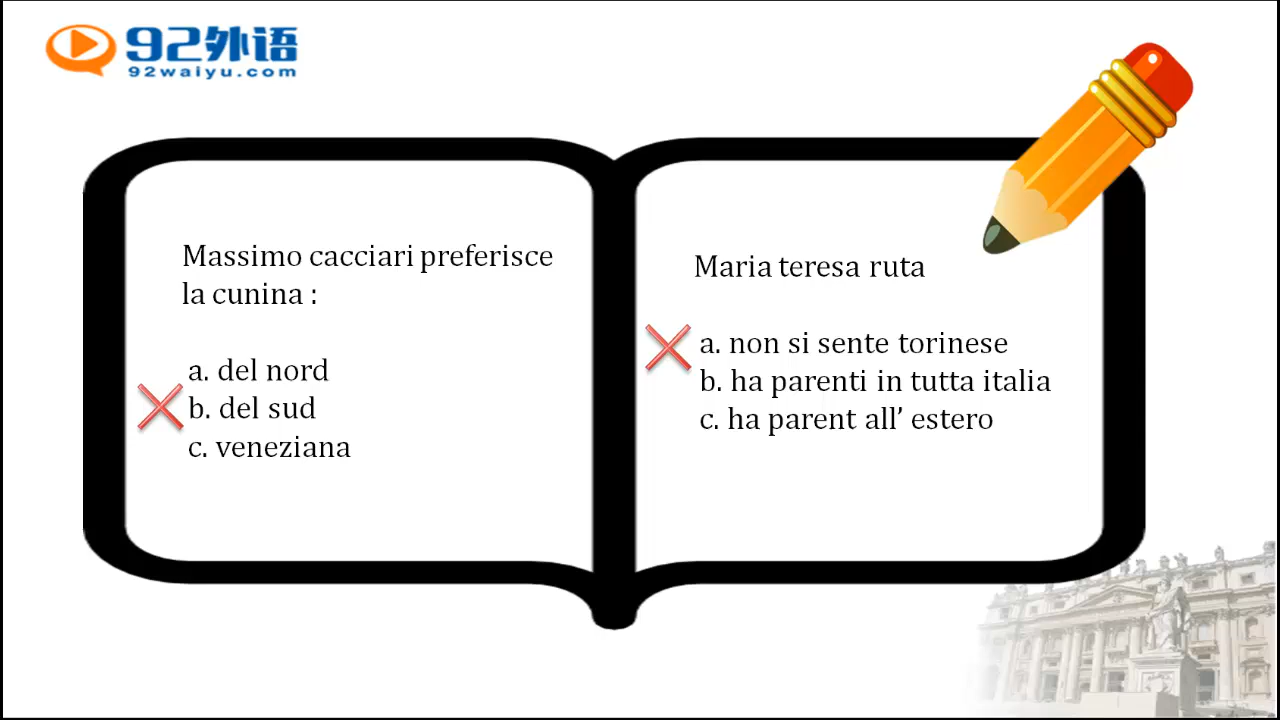 92外语
92waiyu.com
Massimo cacciari preferisce
la cunina :
a. del nord
b. del sud
c. veneziana
Maria teresa ruta
a. non si sente torinese
b. ha parenti in tutta italia
c. ha parent all’ estero